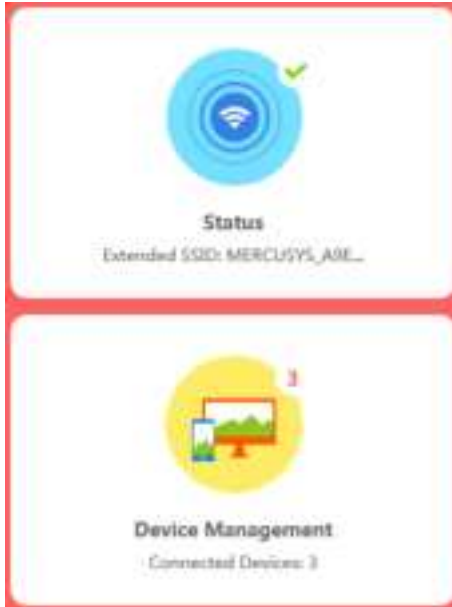 Status
Extended SSID: MERCUSYS_A9E...
3
Device Management
Connected Devices: 3